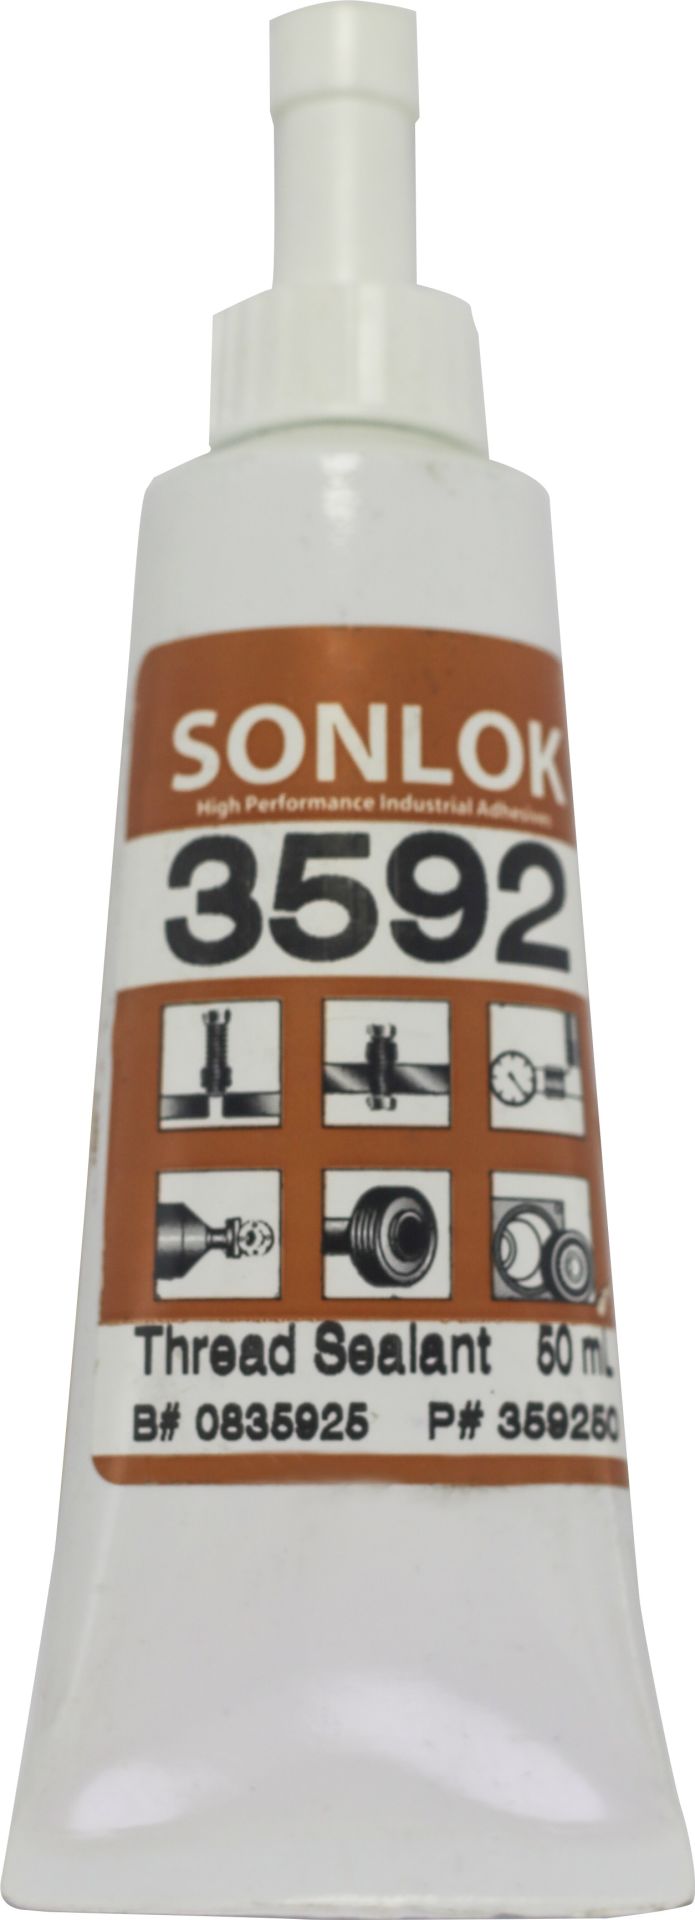 SONLOK
High Performance Industrial Adhesives
3592
Thread Sealant 50 mL
B# 0835925 P# 359250